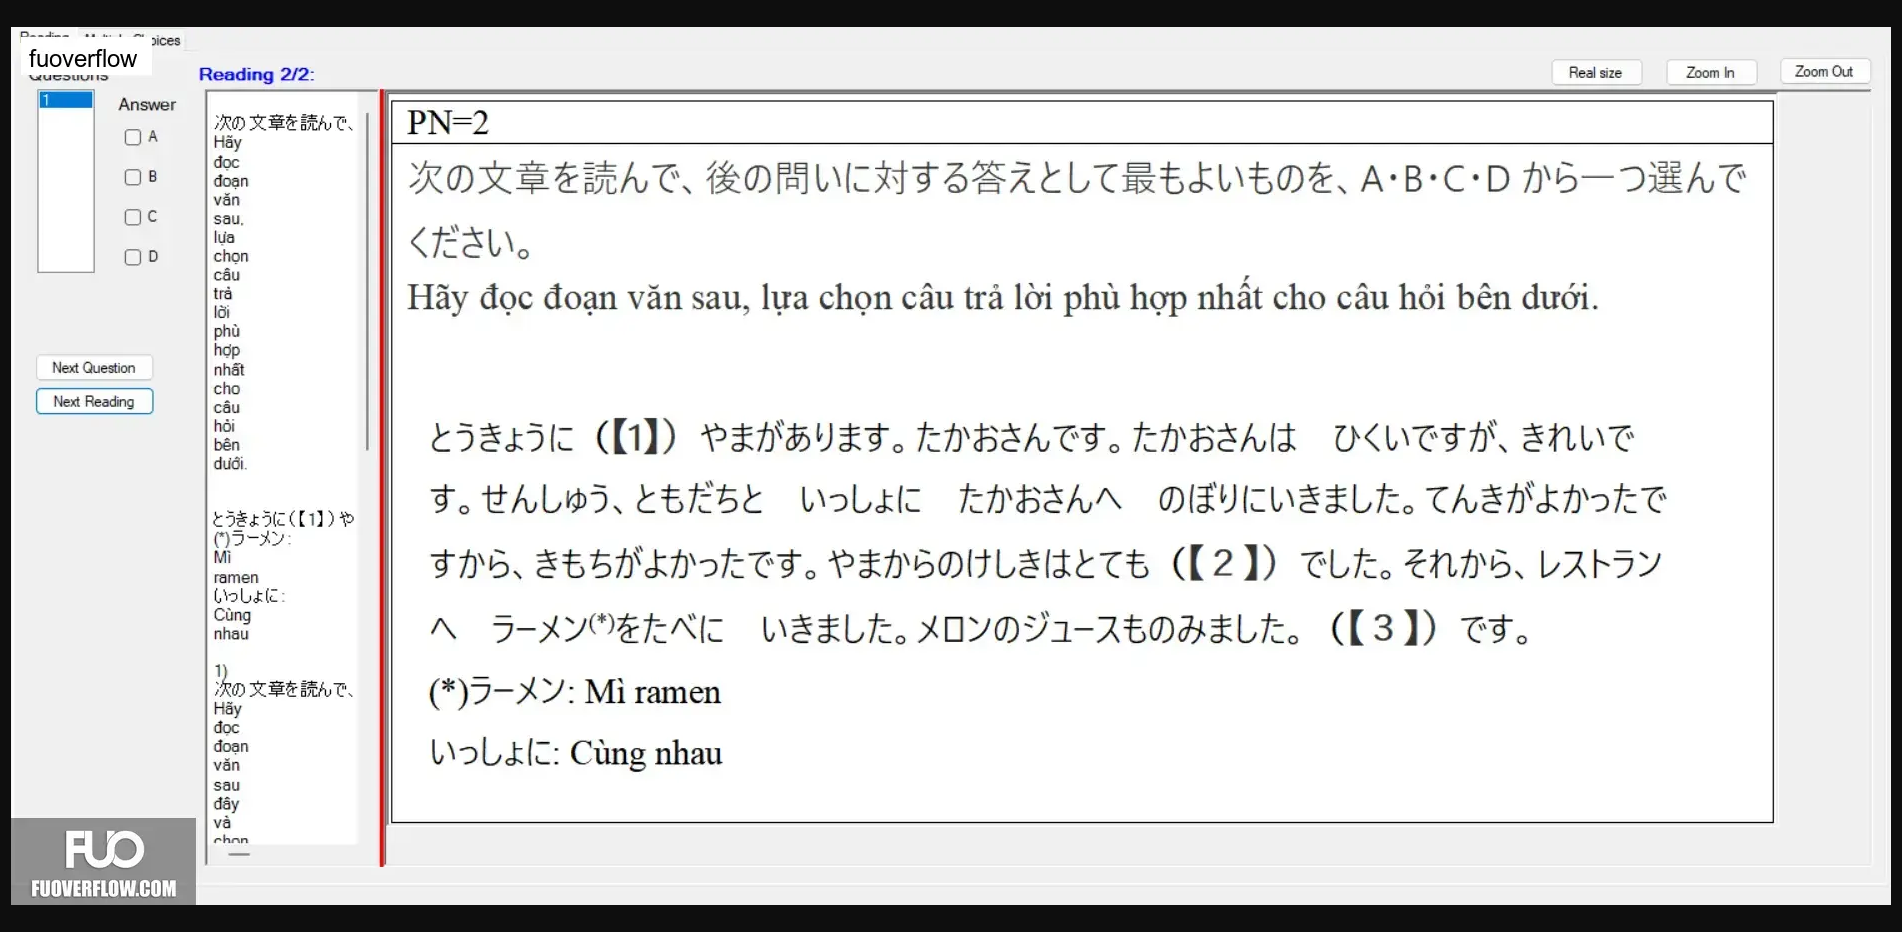 Reading Multiple Choices
fuoverflow
Questions
Reading 2/2:
Real size
Zoom In
Zoom Out
1
Answer
A
B
C
D
Next Question
Next Reading
次の文章を読んで、
Hãy
đọc
đoạn
văn
sau,
lựa
chọn
câu
trả
lời
phù
hợp
nhất
cho
câu
hỏi
bên
dưới.
とうきょうに(【1】)や
(*)ラーメン:
Mì
ramen
いっしょに:
Cùng
nhau
1)
次の文章を読んで、
Hãy
đọc
đoạn
văn
sau
đây
và
chọn
PN=2
次の文章を読んで、後の問いに対する答えとして最もよいものを、A・B・C・D から一つ選んで
ください。
Hãy đọc đoạn văn sau, lựa chọn câu trả lời phù hợp nhất cho câu hỏi bên dưới.
とうきょうに（【1】） やまがあります。たかおさんです。たかおさんは　ひくいですが、きれいで
す。せんしゅう、ともだちと　いっしょに　たかおさんへ　のぼりにいきました。てんきがよかったで
すから、きもちがよかったです。やまからのけしきはとても（【２】） でした。それから、レストラン
へ　ラーメン(*)をたべに　いきました。メロンのジュースものみました。（【３】） です。
(*)ラーメン: Mì ramen
いっしょに: Cùng nhau
FUO
FUOVERFLOW.COM